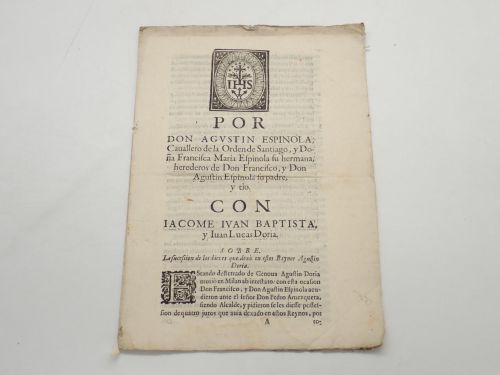 IHS
POR
DON AGVSTIN ESPINOLA,
Cauallero de la Orden de Santiago, y Do-
ña Francisca Maria Espinola su hermana,
herederos de Don Francisco, y Don
Agustin Espinola su padre,
y tio.
CON
IACOME IVAN BAPTISTA,
y Iuan Lucas Doria.
SOBRE.
La sucesion de los bienes que dexò en estos Reynos Agustin
Doria.
EStando desterrado de Genoua Agustin Doria
murió en Milan abintestato: con esta ocasion
Don Francisco, y Don Agustin Espinola acu-
dieron ante el señor Don Pedro Amezqueta,
siendo Alcalde, y pidieron se les diesse posses-
sion de quatro juros que auia dexado en estos Reynos, por
A